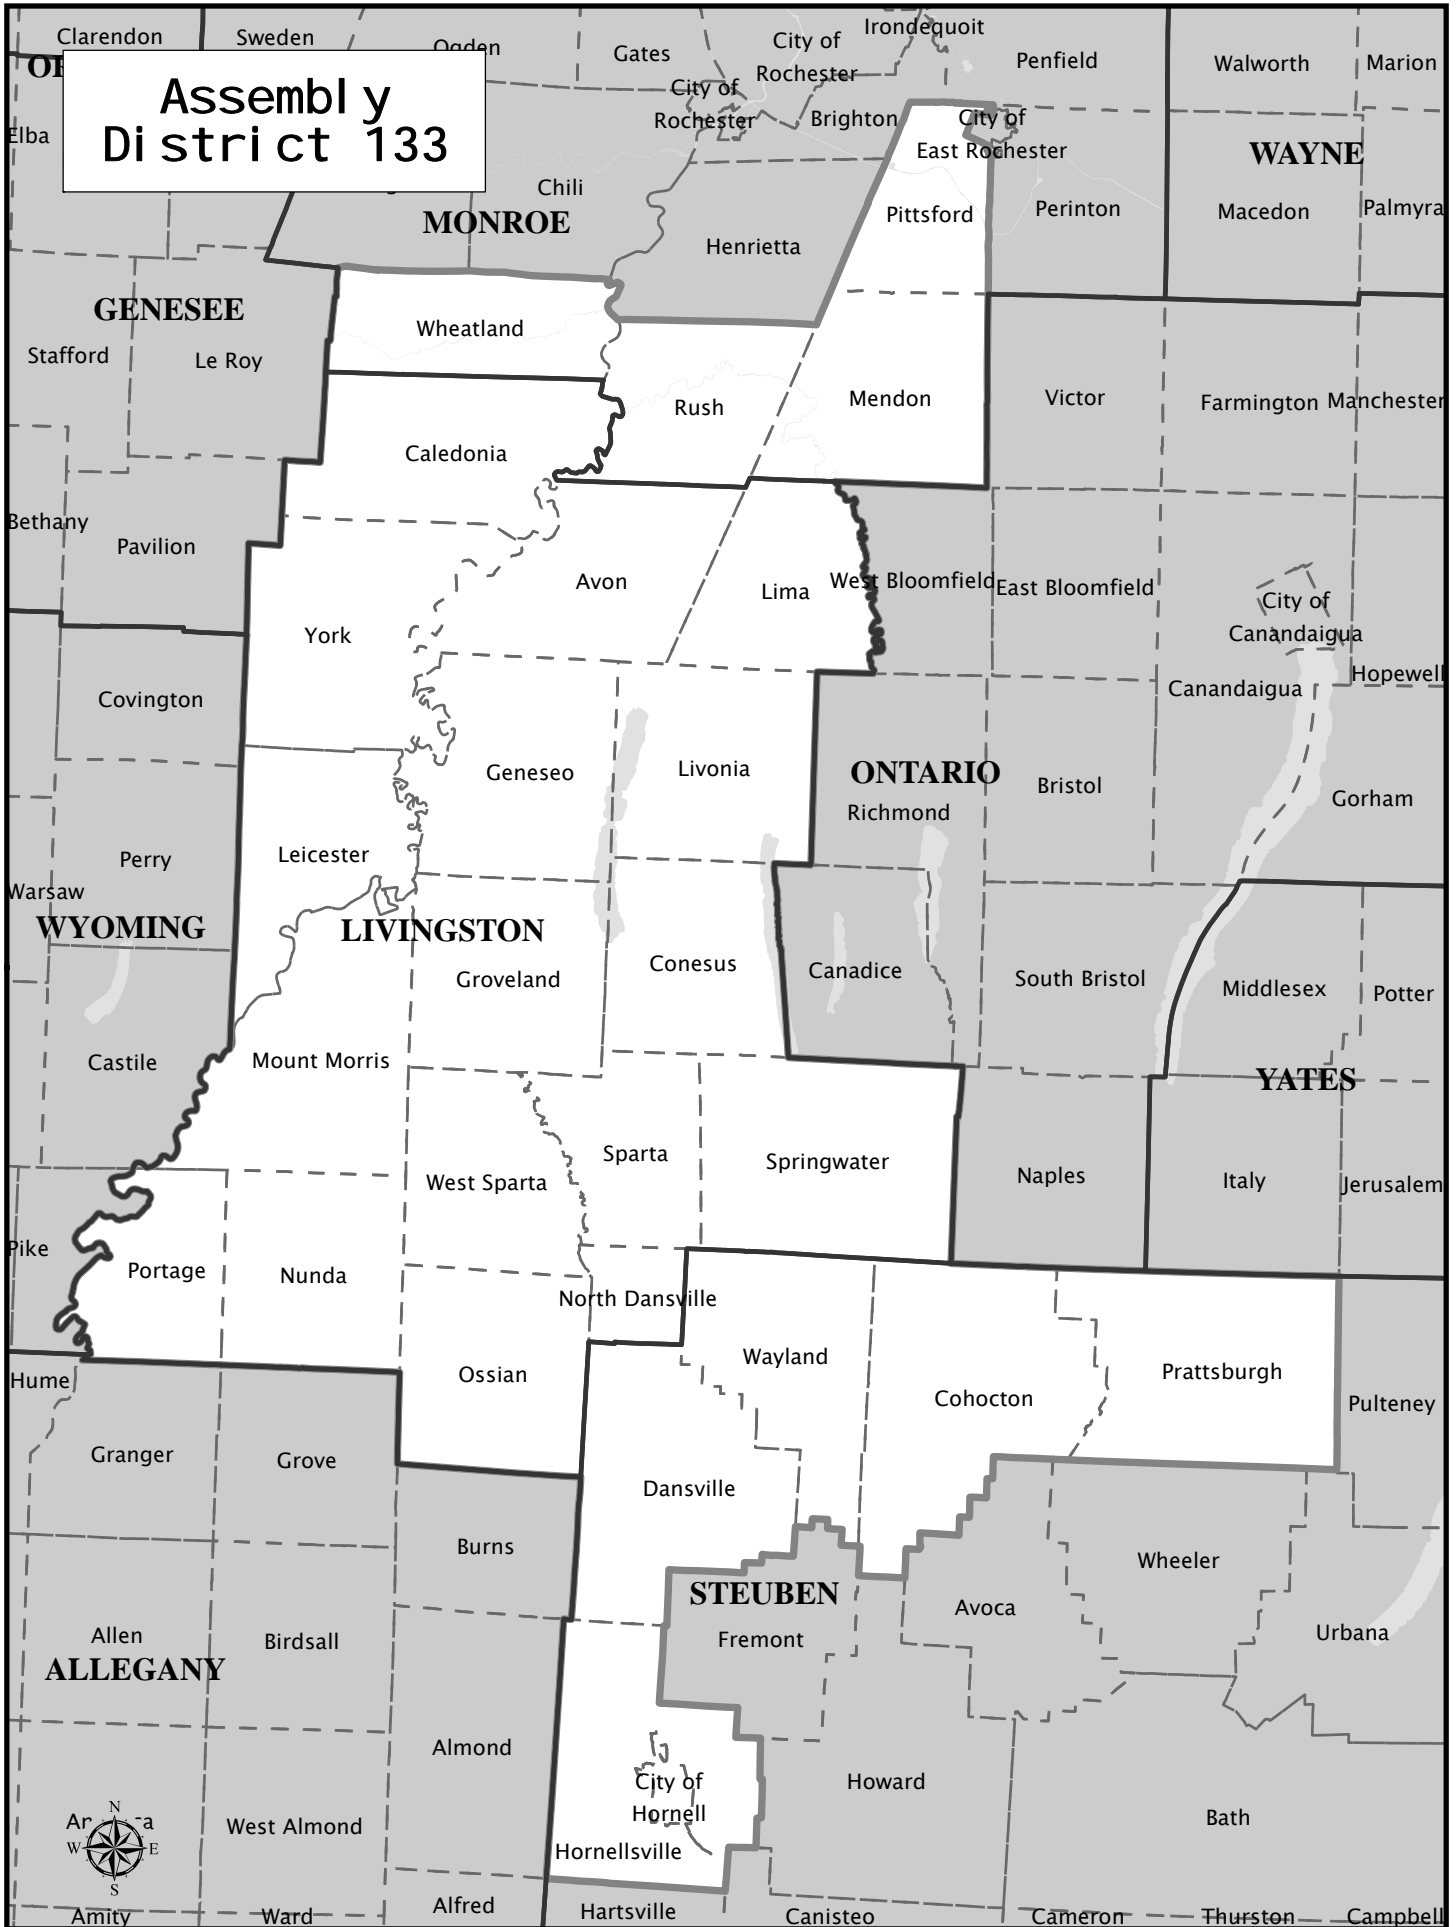 Clarendon
Sweden
Ogden
Gates
City of
Rochester
Irondequoit
Penfield
Walworth
Marion
Assembly
District 133
City of
Rochester
Brighton
City of
East Rochester
Elba
WAYNE
Chili
MONROE
Henrietta
Pittsford
Perinton
Macedon
Palmyra
GENESEE
Stafford
Le Roy
Wheatland
Rush
Mendon
Victor
Farmington
Manchester
Caledonia
Bethany
Pavilion
Avon
Lima
West Bloomfield
East Bloomfield
City of
Canandaigua
York
Covington
Canandaigua
Hopewell
Geneseo
Livonia
ONTARIO
Richmond
Bristol
Gorham
Perry
Leicester
Warsaw
WYOMING
LIVINGSTON
Groveland
Conesus
Canadice
South Bristol
Middlesex
Potter
Castile
Mount Morris
YATES
West Sparta
Sparta
Springwater
Naples
Italy
Jerusalem
Pike
Portage
Nunda
North Dansville
Ossian
Wayland
Cohocton
Prattsburgh
Pulteney
Hume
Granger
Grove
Dansville
Burns
STEUBEN
Wheeler
Avoca
Fremont
Urbana
Allen
Birdsall
ALLEGANY
Almond
City of
Hornell
Hornellsville
Howard
Bath
N
W
E
S
West Almond
Alfred
Hartsville
Amity
Ward
Canisteo
Cameron
Thurston
Campbell